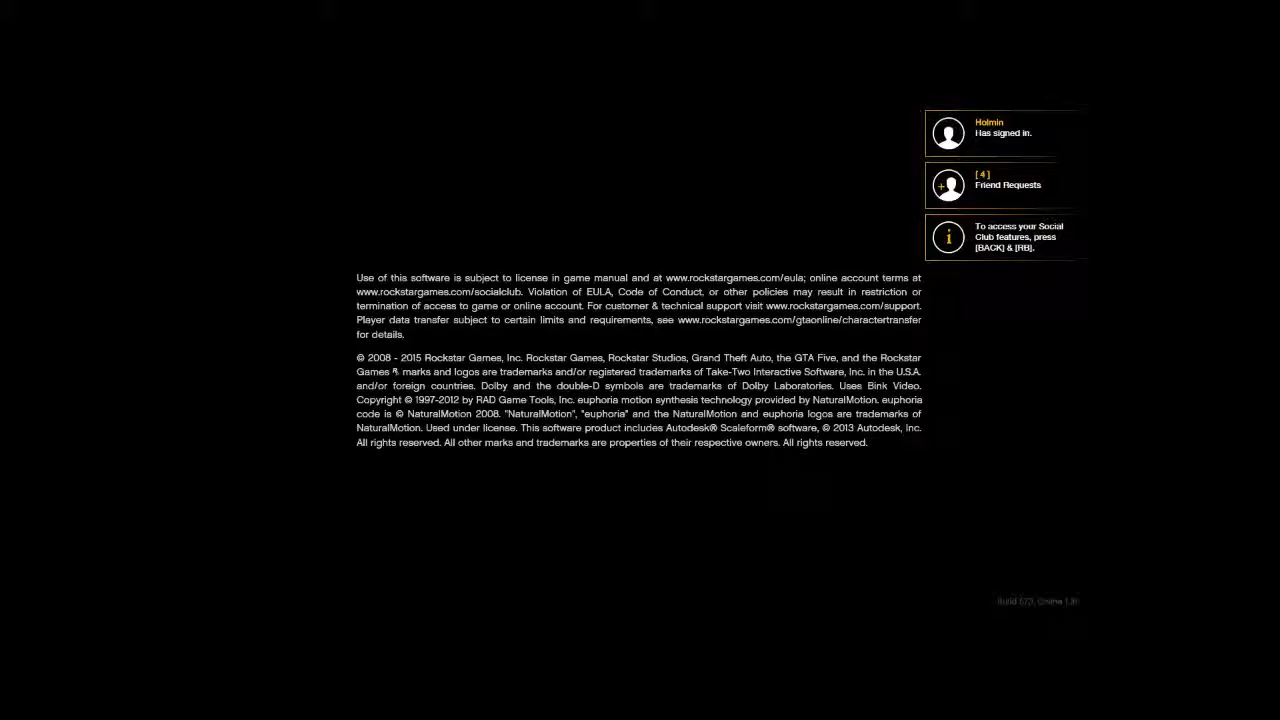 Holmin
Has signed in.
[ 4 ]
Friend Requests
To access your Social
Club features, press
[BACK] & [RB].
Use of this software is subject to license in game manual and at www.rockstargames.com/eula; online account terms at
www.rockstargames.com/socialclub. Violation of EULA, Code of Conduct, or other policies may result in restriction or
termination of access to game or online account. For customer & technical support visit www.rockstargames.com/support.
Player data transfer subject to certain limits and requirements, see www.rockstargames.com/gtaonline/charactertransfer
for details.
© 2008 - 2015 Rockstar Games, Inc. Rockstar Games, Rockstar Studios, Grand Theft Auto, the GTA Five, and the Rockstar
Games R* marks and logos are trademarks and/or registered trademarks of Take-Two Interactive Software, Inc. in the U.S.A.
and/or foreign countries. Dolby and the double-D symbols are trademarks of Dolby Laboratories. Uses Bink Video.
Copyright © 1997-2012 by RAD Game Tools, Inc. euphoria motion synthesis technology provided by NaturalMotion. euphoria
code is © NaturalMotion 2008. "NaturalMotion", "euphoria" and the NaturalMotion and euphoria logos are trademarks of
NaturalMotion. Used under license. This software product includes Autodesk® Scaleform® software, © 2013 Autodesk, Inc.
All rights reserved. All other marks and trademarks are properties of their respective owners. All rights reserved.
Build